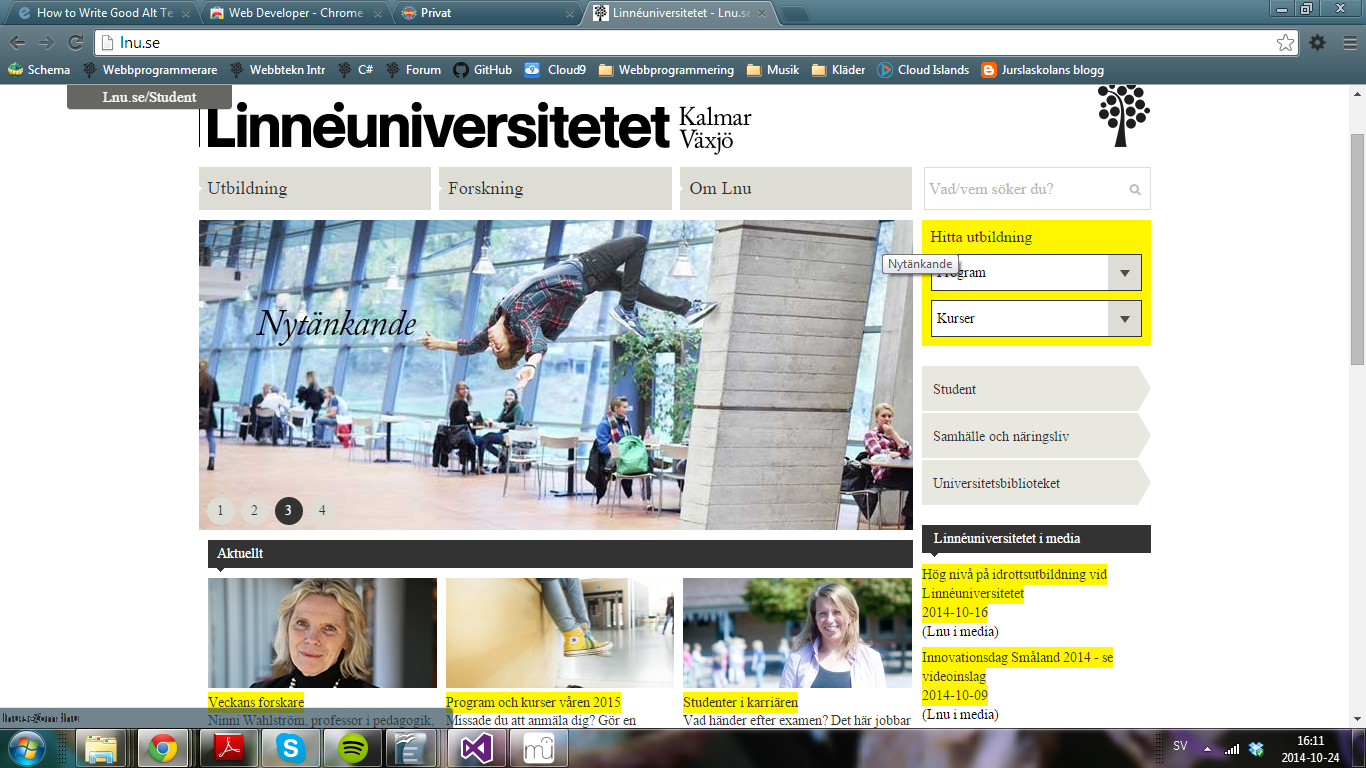 How to Write Good Alt Te
Web Developer - Chrome
Privat
Linnéuniversitetet - Lnu.se
lnu.se
Schema
Webbprogrammerare
Webbtekn Intr
C#
Forum
GitHub
Cloud9
Webbprogrammering
Musik
Kläder
Cloud Islands
Jurslaskolans blogg
Lnu.se/Student
Linnéuniversitetet
Kalmar
Växjö
Utbildning
Forskning
Om Lnu
Vad/vem söker du?
Nytänkande
1 2 3 4
Hitta utbildning
Nytänkande
Program
Kurser
Student
Samhälle och näringsliv
Universitetsbiblioteket
Aktuellt
Veckans forskare
Ninni Wahlström, professor i pedagogik.
Program och kurser våren 2015
Missade du att anmäla dig? Gör en
Studenter i karriären
Vad händer efter examen? Det här jobbar
Linnéuniversitetet i media
Hög nivå på idrottsutbildning vid
Linnéuniversitetet
2014-10-16
(Lnu i media)
Innovationsdag Småland 2014 - se
videoinslag
2014-10-09
(Lnu i media)
SV
16:11
2014-10-24